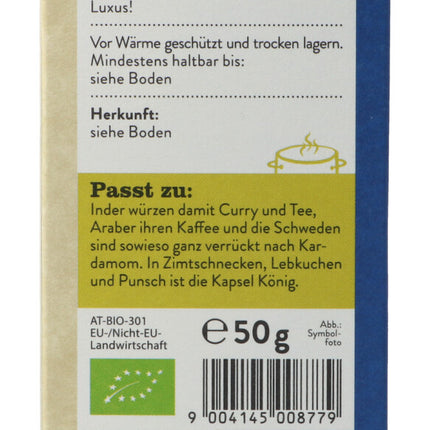 Luxus!
Vor Wärme geschützt und trocken lagern.
Mindestens haltbar bis:
siehe Boden
Herkunft:
siehe Boden
Passt zu:
Inder würzen damit Curry und Tee,
Araber ihren Kaffee und die Schweden
sind sowieso ganz verrückt nach Kar-
damom. In Zimtschnecken, Lebkuchen
und Punsch ist die Kapsel König.
AT-BIO-301
EU-/Nicht-EU-
Landwirtschaft
℮ 50 g
Abb.:
Symbol-
foto
9 004145 008779